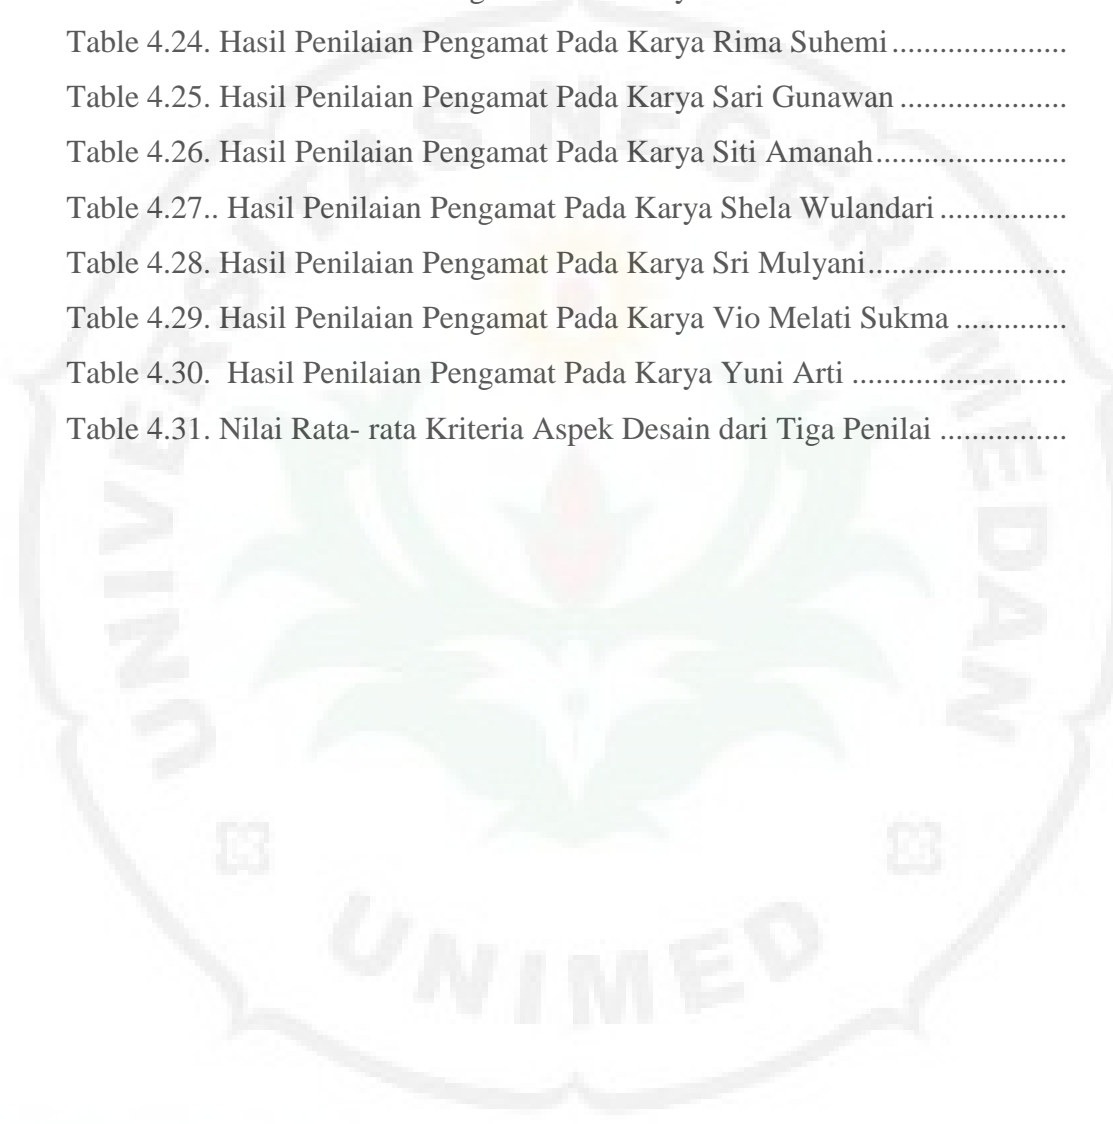 Table 4.24. Hasil Penilaian Pengamat Pada Karya Rima Suhemi......................
Table 4.25. Hasil Penilaian Pengamat Pada Karya Sari Gunawan.....................
Table 4.26. Hasil Penilaian Pengamat Pada Karya Siti Amanah........................
Table 4.27.. Hasil Penilaian Pengamat Pada Karya Shela Wulandari................
Table 4.28. Hasil Penilaian Pengamat Pada Karya Sri Mulyani.........................
Table 4.29. Hasil Penilaian Pengamat Pada Karya Vio Melati Sukma..............
Table 4.30.  Hasil Penilaian Pengamat Pada Karya Yuni Arti...........................
Table 4.31. Nilai Rata- rata Kriteria Aspek Desain dari Tiga Penilai................
UNIVERSITAS NEGERI MEDAN
UNIMED